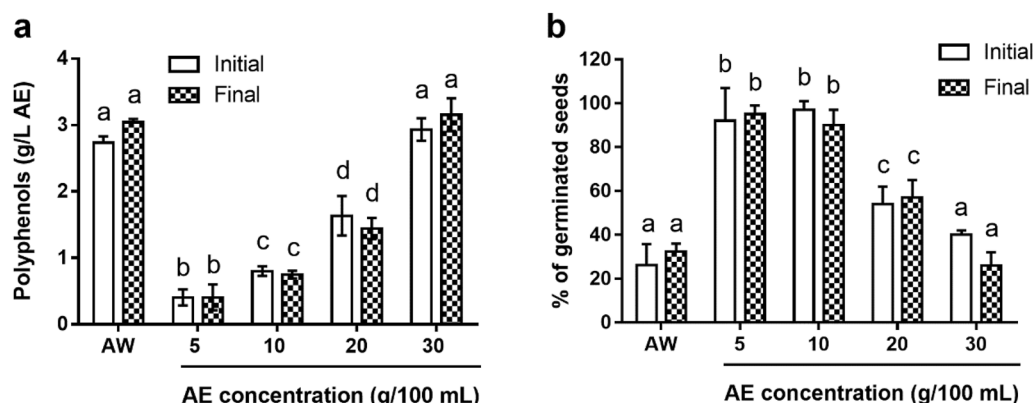 a
Polyphenols (g/L AE)
4
3
2
1
0
Initial
Final
a a b b c c d d a a
AW 5 10 20 30
AE concentration (g/100 mL)
b
% of germinated seeds
120
100
80
60
40
20
0
Initial
Final
a a b b b b c c a a
AW 5 10 20 30
AE concentration (g/100 mL)